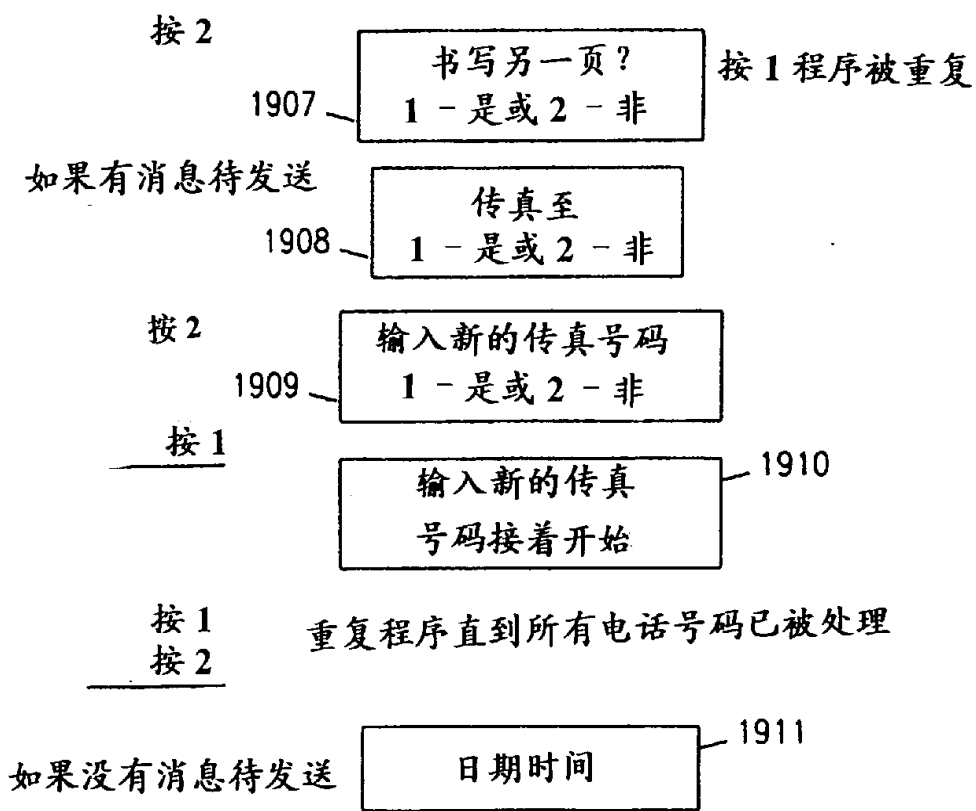 按 2
书写另一页?
1 - 是或 2 - 非
按 1 程序被重复
1907
如果有消息待发送
传真至
1 - 是或 2 - 非
1908
按 2
输入新的传真号码
1 - 是或 2 - 非
1909
按 1
输入新的传真
号码接着开始
1910
按 1
按 2
重复程序直到所有电话号码已被处理
如果没有消息待发送
日期时间
1911